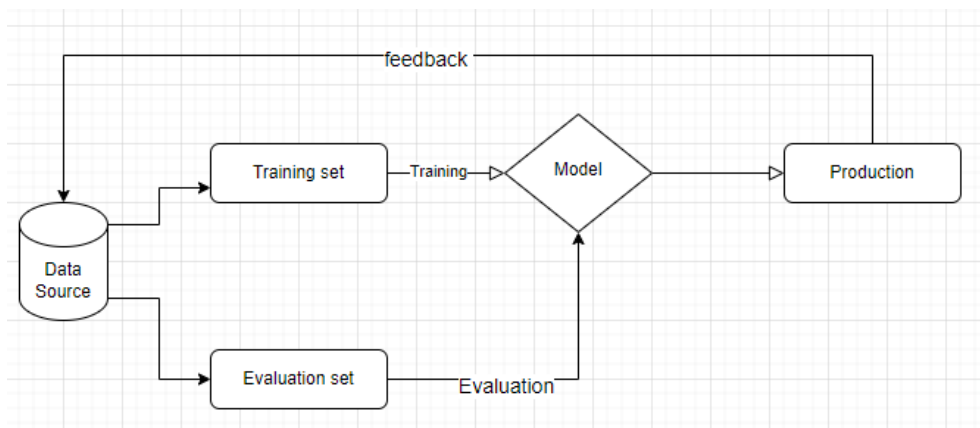 feedback
Training set
Training
Model
Production
Data
Source
Evaluation set
Evaluation